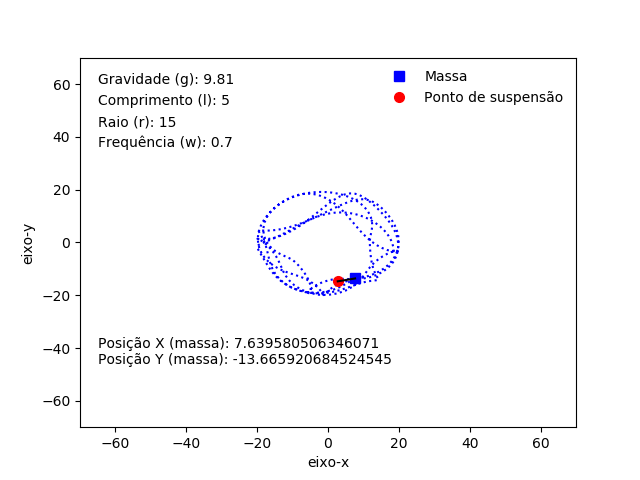 Gravidade (g): 9.81
Comprimento (l): 5
Raio (r): 15
Frequência (w): 0.7
Massa
Ponto de suspensão
60
40
20
0
−20
−40
−60
eixo-y
Posição X (massa): 7.639580506346071
Posição Y (massa): -13.665920684524545
−60
−40
−20
0
20
40
60
eixo-x